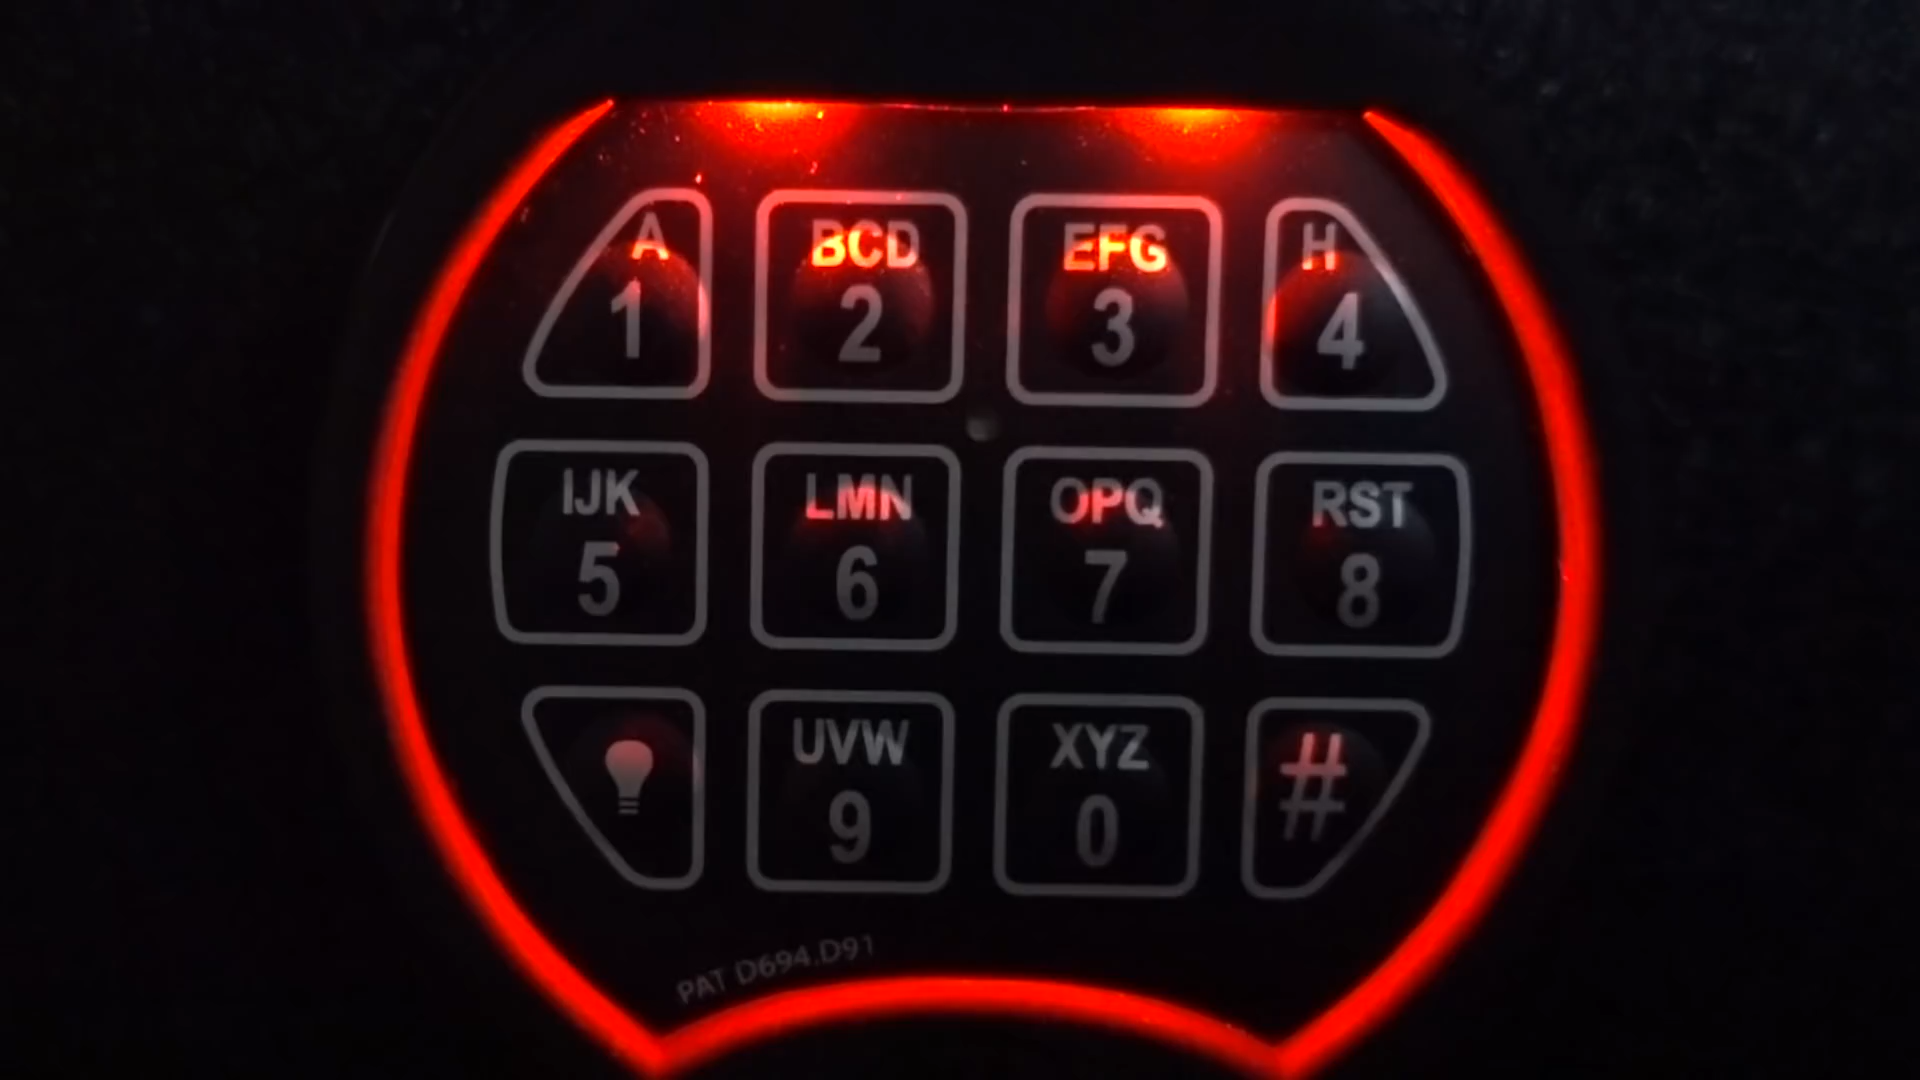 A BCD EFG H
1 2 3 4
IJK LMN OPQ RST
5 6 7 8
UVW XYZ #
9 0
PAT D694.D91